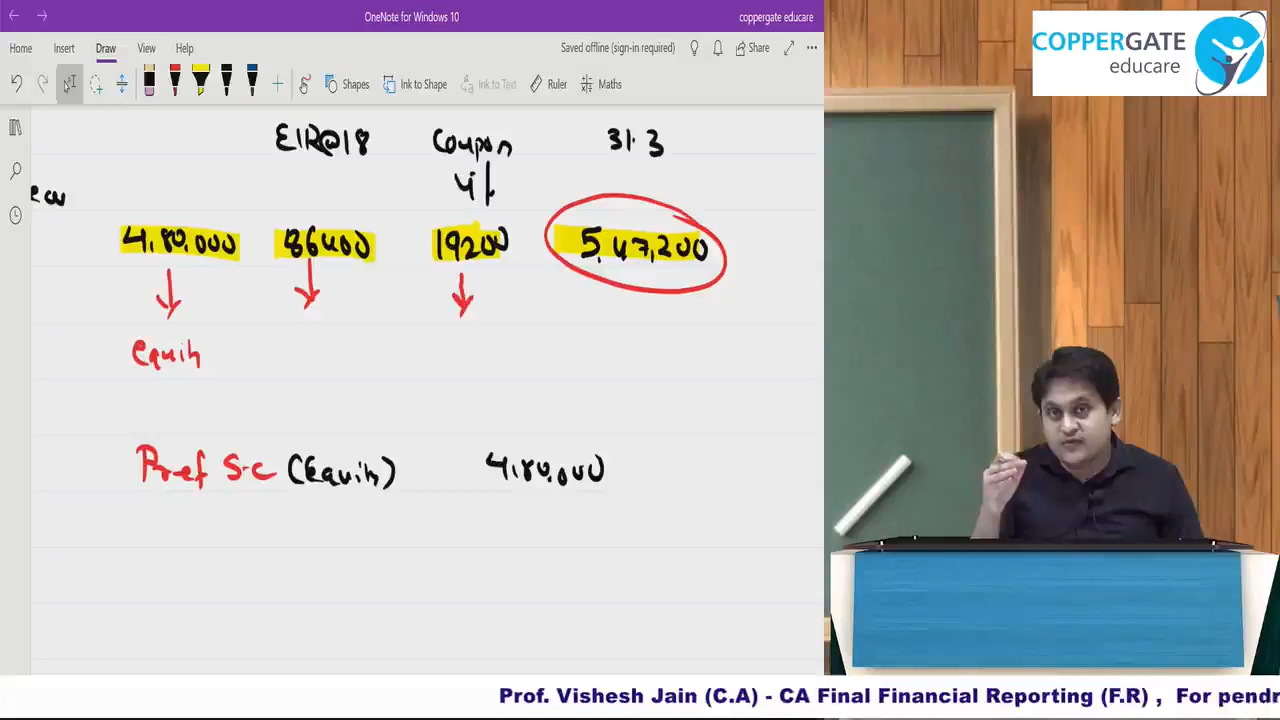 OneNote for Windows 10
coppergate educare
Home Insert Draw View Help
Saved offline (sign-in required)
Share
Shapes
Ink to Shape
Ink to Text
Ruler
Maths
COPPERGATE
educare
EIR@18 Coupon 31.3
4%
4,80,000 86400 19200 5,47,200
Equity
Pref S.C (Equity) 4,80,000
Prof. Vishesh Jain (C.A) - CA Final Financial Reporting (F.R) , For pendr